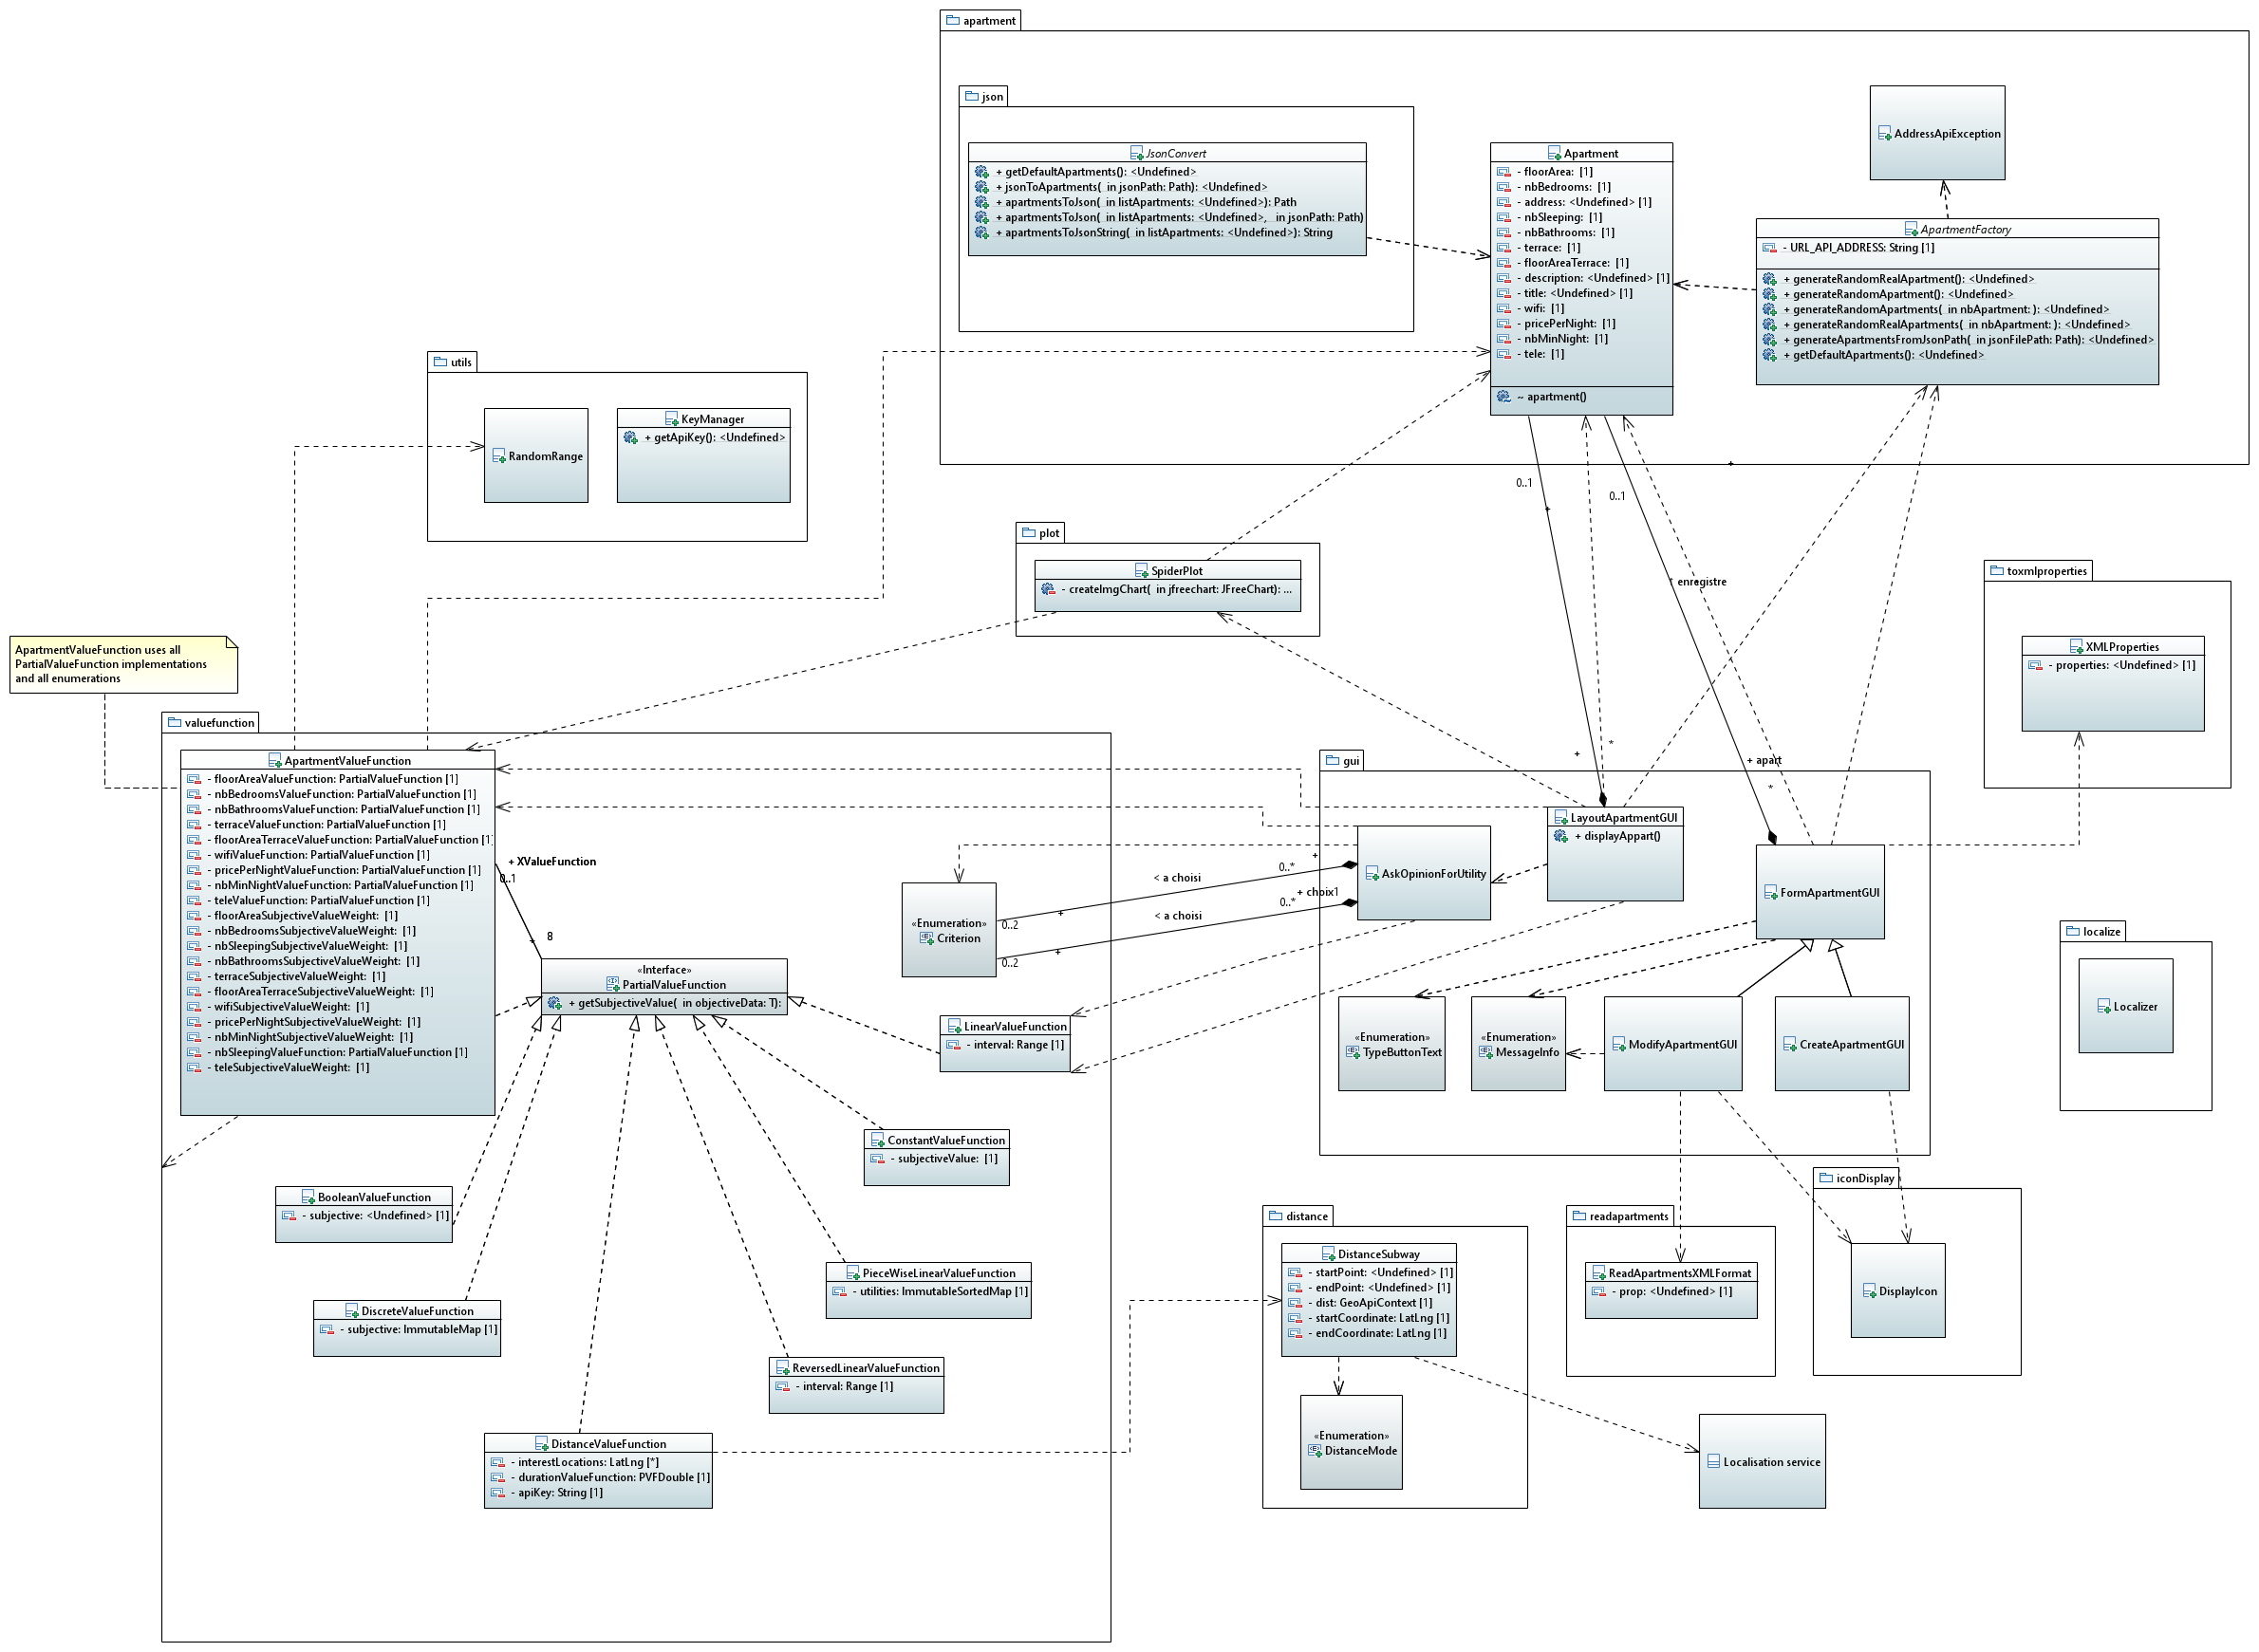 apartment
json
JsonConvert
+ getDefaultApartments(): <Undefined>
+ jsonToApartments(  in jsonPath: Path): <Undefined>
+ apartmentsToJson(  in listApartments: <Undefined>): Path
+ apartmentsToJson(  in listApartments: <Undefined>,   in jsonPath: Path)
+ apartmentsToJsonString(  in listApartments: <Undefined>): String
Apartment
- floorArea:  [1]
- nbBedrooms:  [1]
- address: <Undefined> [1]
- nbSleeping:  [1]
- nbBathrooms:  [1]
- terrace:  [1]
- floorAreaTerrace:  [1]
- description: <Undefined> [1]
- title: <Undefined> [1]
- wifi:  [1]
- pricePerNight:  [1]
- nbMinNight:  [1]
- tele:  [1]
~ apartment()
AddressApiException
ApartmentFactory
- URL_API_ADDRESS: String [1]
+ generateRandomRealApartment(): <Undefined>
+ generateRandomApartment(): <Undefined>
+ generateRandomApartments(  in nbApartment: ): <Undefined>
+ generateRandomRealApartments(  in nbApartment: ): <Undefined>
+ generateApartmentsFromJsonPath(  in jsonFilePath: Path): <Undefined>
+ getDefaultApartments(): <Undefined>
utils
RandomRange
KeyManager
+ getApiKey(): <Undefined>
+
0..1
0..1
+
plot
SpiderPlot
- createImgChart(  in jfreechart: JFreeChart): ...
enregistre
toxmlproperties
XMLProperties
- properties: <Undefined> [1]
ApartmentValueFunction uses all
PartialValueFunction implementations
and all enumerations
valuefunction
ApartmentValueFunction
- floorAreaValueFunction: PartialValueFunction [1]
- nbBedroomsValueFunction: PartialValueFunction [1]
- nbBathroomsValueFunction: PartialValueFunction [1]
- terraceValueFunction: PartialValueFunction [1]
- floorAreaTerraceValueFunction: PartialValueFunction [1]
- wifiValueFunction: PartialValueFunction [1]
- pricePerNightValueFunction: PartialValueFunction [1]
- nbMinNightValueFunction: PartialValueFunction [1]
- teleValueFunction: PartialValueFunction [1]
- floorAreaSubjectiveValueWeight:  [1]
- nbBedroomsSubjectiveValueWeight:  [1]
- nbSleepingSubjectiveValueWeight:  [1]
- nbBathroomsSubjectiveValueWeight:  [1]
- terraceSubjectiveValueWeight:  [1]
- floorAreaTerraceSubjectiveValueWeight:  [1]
- wifiSubjectiveValueWeight:  [1]
- pricePerNightSubjectiveValueWeight:  [1]
- nbMinNightSubjectiveValueWeight:  [1]
- nbSleepingValueFunction: PartialValueFunction [1]
- teleSubjectiveValueWeight:  [1]
+ XValueFunction
0..1
8
+
«Interface»
PartialValueFunction
+ getSubjectiveValue(  in objectiveData: T):
«Enumeration»
Criterion
< a choisi
< a choisi
+
+
0..2
0..2
+
0..*
+ choix1
0..*
LinearValueFunction
- interval: Range [1]
gui
+
*
+ apart
*
LayoutApartmentGUI
+ displayAppart()
AskOpinionForUtility
FormApartmentGUI
«Enumeration»
TypeButtonText
«Enumeration»
MessageInfo
ModifyApartmentGUI
CreateApartmentGUI
localize
Localizer
ConstantValueFunction
- subjectiveValue:  [1]
BooleanValueFunction
- subjective: <Undefined> [1]
PieceWiseLinearValueFunction
- utilities: ImmutableSortedMap [1]
DiscreteValueFunction
- subjective: ImmutableMap [1]
ReversedLinearValueFunction
- interval: Range [1]
DistanceValueFunction
- interestLocations: LatLng [*]
- durationValueFunction: PVFDouble [1]
- apiKey: String [1]
distance
DistanceSubway
- startPoint: <Undefined> [1]
- endPoint: <Undefined> [1]
- dist: GeoApiContext [1]
- startCoordinate: LatLng [1]
- endCoordinate: LatLng [1]
«Enumeration»
DistanceMode
readapartments
ReadApartmentsXMLFormat
- prop: <Undefined> [1]
iconDisplay
DisplayIcon
Localisation service